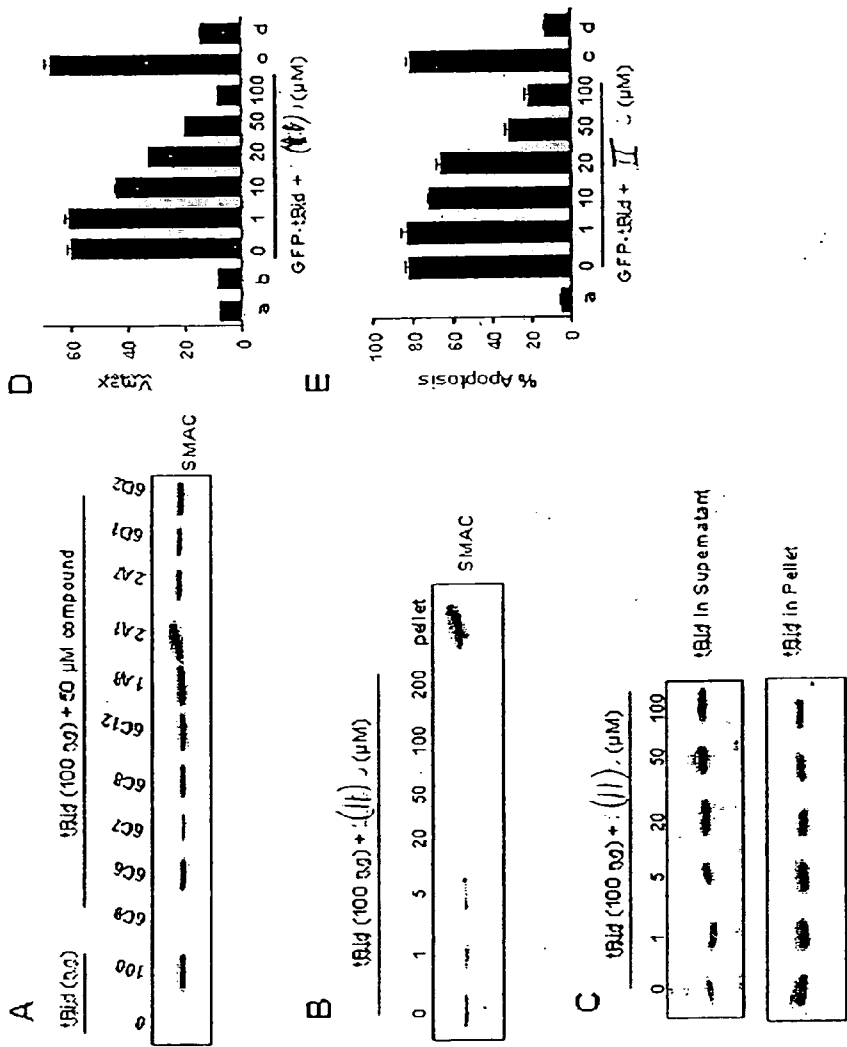 A
tBid (ng)
tBid (100 ng) + 50 µM compound
0 100 6C9 6C6 6C7 6C8 6C12 1A9 2A1 2A7 6D1 6D2
SMAC
B
tBid (100 ng) + (II) (µM)
0 1 5 20 50 100 200 pellet
SMAC
C
tBid (100 ng) + (II), (µM)
0 1 5 20 50 100
tBid in Supernatant
tBid in Pellet
D
Vmax
60
40
20
0
a b 0 1 10 20 50 100 c d
GFP-tBid + (µM)
E
% Apoptosis
100
80
60
40
20
0
a 0 1 10 20 50 100 c d
GFP-tBid + II (µM)